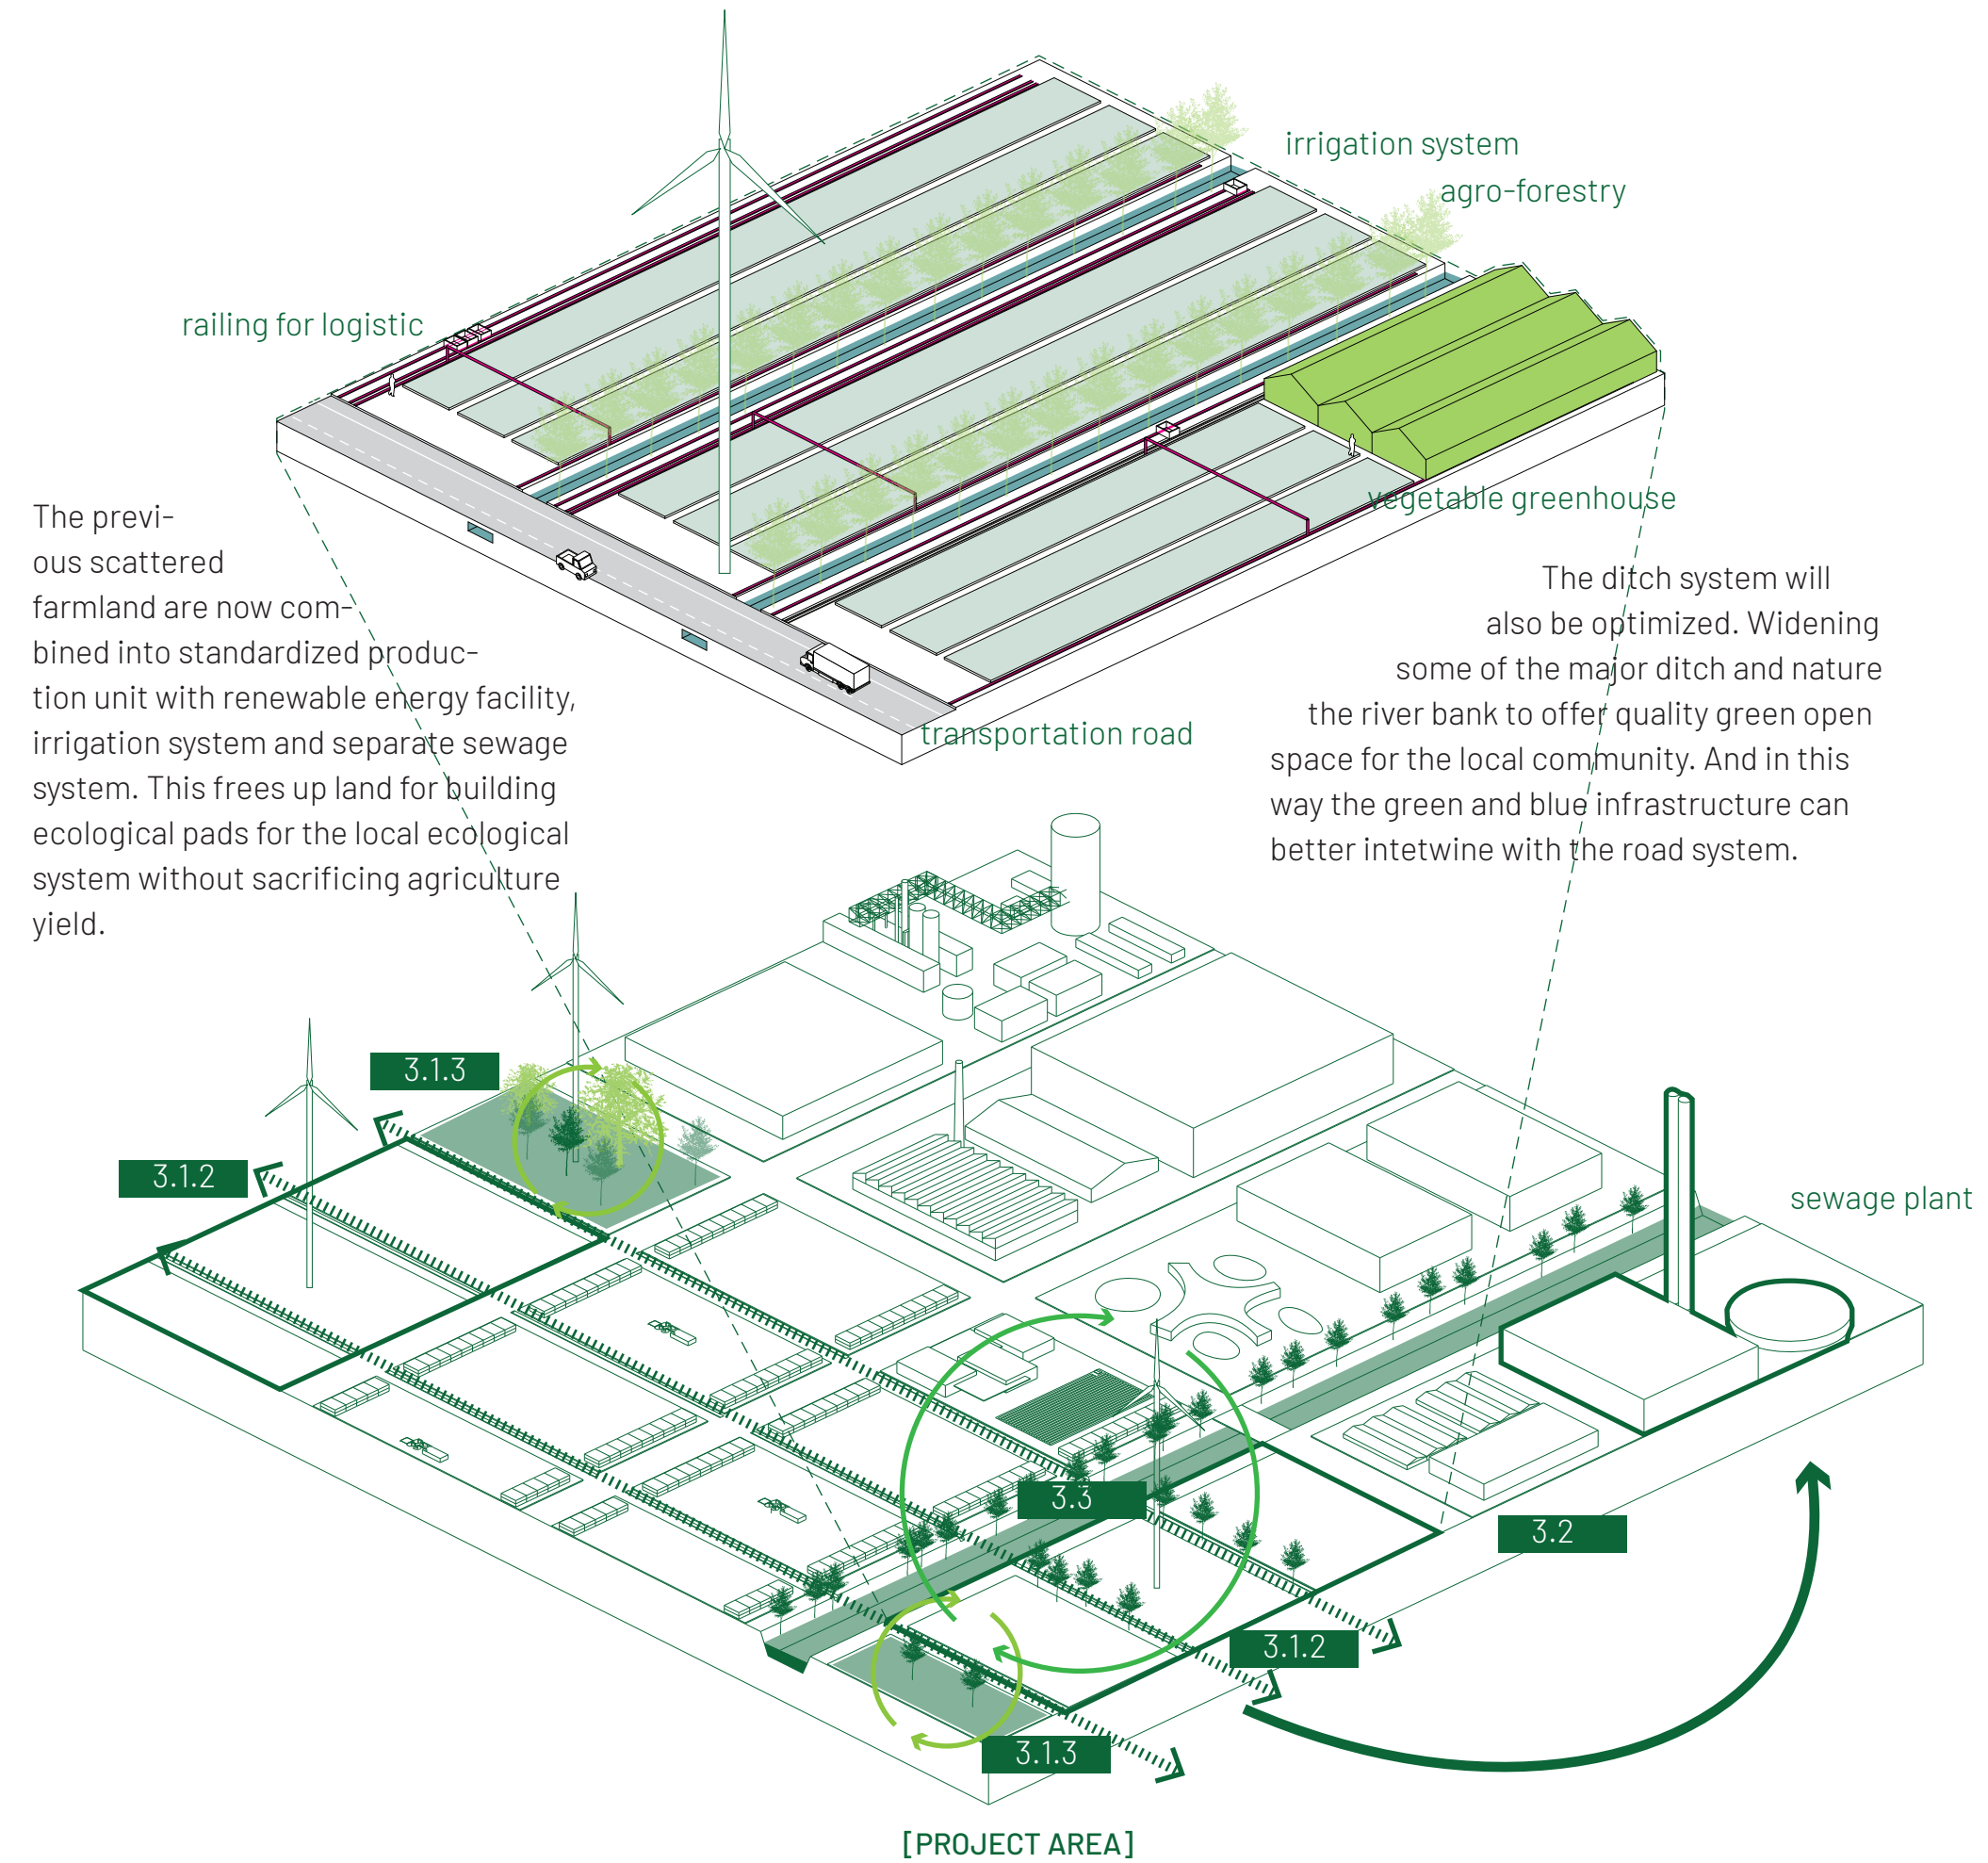 irrigation system
agro-forestry
railing for logistic
vegetable greenhouse
The previ-
ous scattered
farmland are now com-
bined into standardized produc-
tion unit with renewable energy facility,
irrigation system and separate sewage
system. This frees up land for building
ecological pads for the local ecological
system without sacrificing agriculture
yield.
The ditch system will
also be optimized. Widening
some of the major ditch and nature
the river bank to offer quality green open
space for the local community. And in this
way the green and blue infrastructure can
better intetwine with the road system.
transportation road
3.1.3
3.1.2
sewage plant
3.3
3.2
3.1.2
3.1.3
[PROJECT AREA]